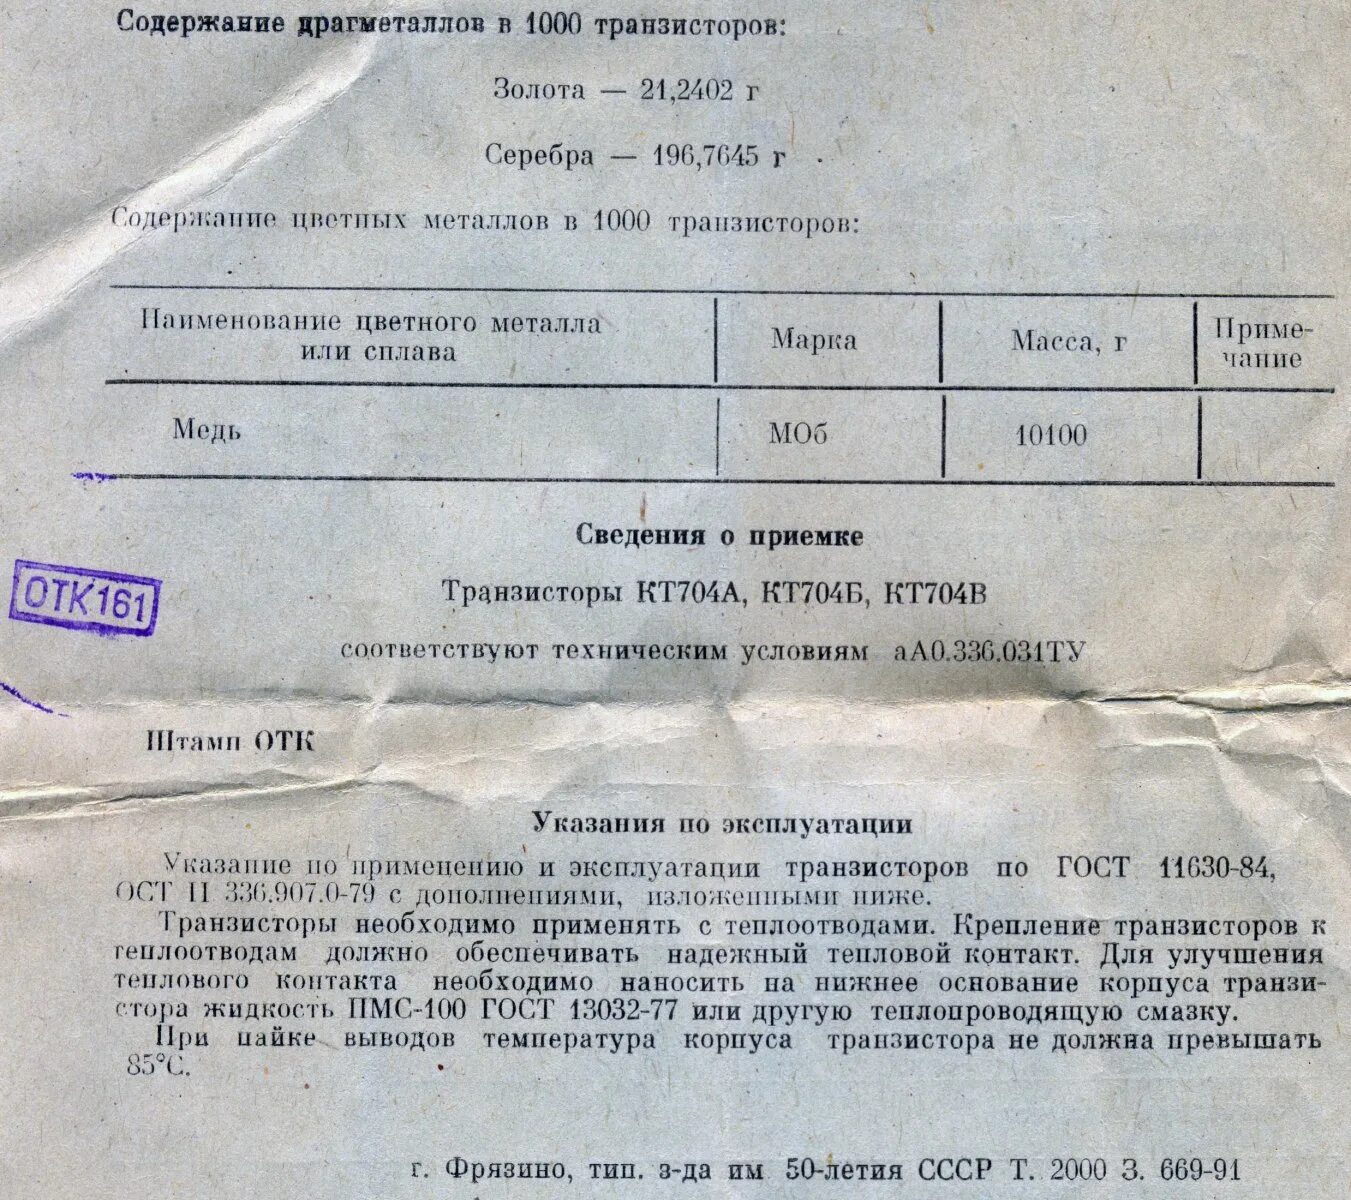 Содержание драгметаллов в 1000 транзисторов:
Золота — 21,2402 г
Серебра — 196,7645 г
Содержание цветных металлов в 1000 транзисторов:
Наименование цветного металла
или сплава
Марка
Масса, г
Приме-
чание
Медь
МОб
10100
Сведения о приемке
ОТК161
Транзисторы КТ704А, КТ704Б, КТ704В
соответствуют техническим условиям аА0.336.031ТУ
Штамп ОТК
Указания по эксплуатации
Указание по применению и эксплуатации транзисторов по ГОСТ 11630-84,
ОСТ П 336.907.0-79 с дополнениями, изложенными ниже.
Транзисторы необходимо применять с теплоотводами. Крепление транзисторов к
теплоотводам должно обеспечивать надежный тепловой контакт. Для улучшения
теплового контакта необходимо наносить на нижнее основание корпуса транзи-
стора жидкость ПМС-100 ГОСТ 13032-77 или другую теплопроводящую смазку.
При пайке выводов температура корпуса транзистора не должна превышать
85°С.
г. Фрязино, тип. з-да им 50-летия СССР Т. 2000 З. 669-91